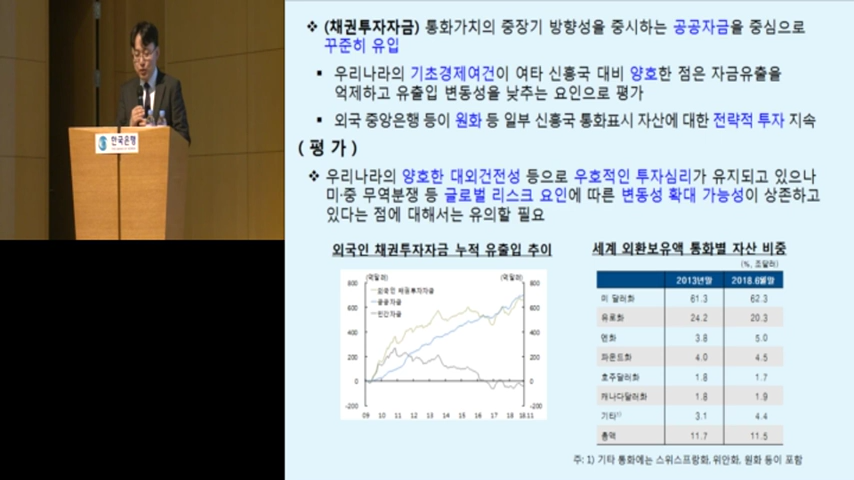 한국은행
❖ (채권투자자금) 통화가치의 중장기 방향성을 중시하는 공공자금을 중심으로
꾸준히 유입
▪ 우리나라의 기초경제여건이 여타 신흥국 대비 양호한 점은 자금유출을
억제하고 유출입 변동성을 낮추는 요인으로 평가
▪ 외국 중앙은행 등이 원화 등 일부 신흥국 통화표시 자산에 대한 전략적 투자 지속
( 평 가 )
❖ 우리나라의 양호한 대외건전성 등으로 우호적인 투자심리가 유지되고 있으나
미·중 무역분쟁 등 글로벌 리스크 요인에 따른 변동성 확대 가능성이 상존하고
있다는 점에 대해서는 유의할 필요
외국인 채권투자자금 누적 유출입 추이
(억달러) (억달러)
800 800
외국인 채권투자자금
공공자금
민간자금
600 600
400 400
200 200
0 0
-200 -200
09 10 11 12 13 14 15 16 17 18 18.11
세계 외환보유액 통화별 자산 비중
(%, 조달러)
2013년말 2018.6월말
미 달러화 61.3 62.3
유로화 24.2 20.3
엔화 3.8 5.0
파운드화 4.0 4.5
호주달러화 1.8 1.7
캐나다달러화 1.8 1.9
기타¹⁾ 3.1 4.4
총액 11.7 11.5
주: 1) 기타 통화에는 스위스프랑화, 위안화, 원화 등이 포함